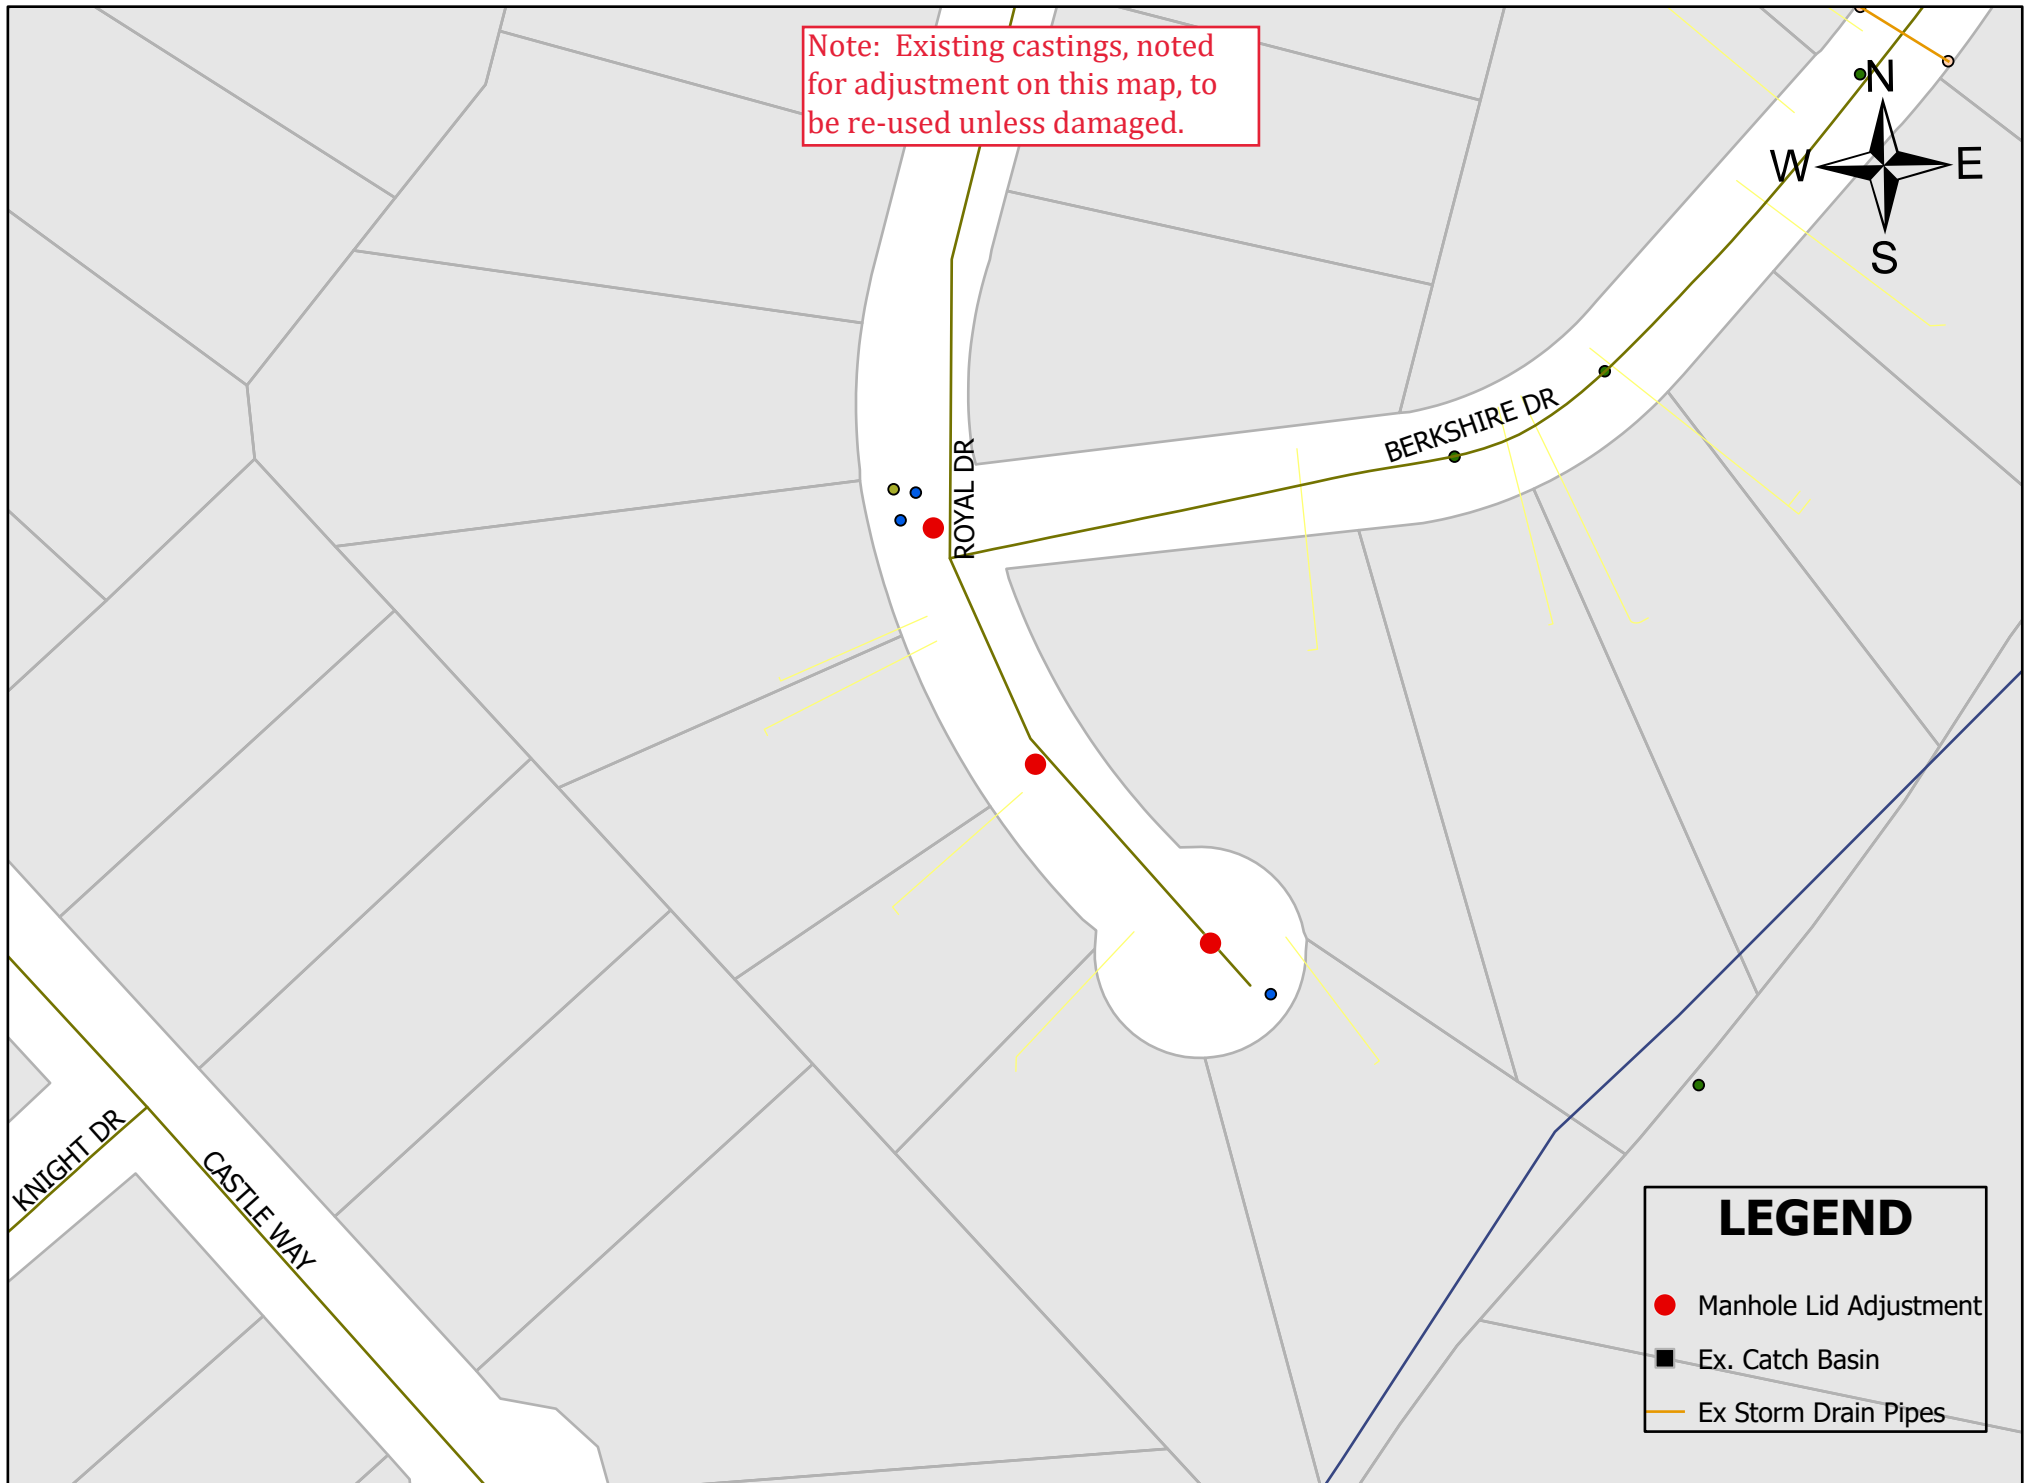 Note:  Existing castings, noted
for adjustment on this map, to
be re-used unless damaged.
N
W
E
S
BERKSHIRE DR
ROYAL DR
KNIGHT DR
CASTLE WAY
LEGEND
Manhole Lid Adjustment
Ex. Catch Basin
Ex Storm Drain Pipes